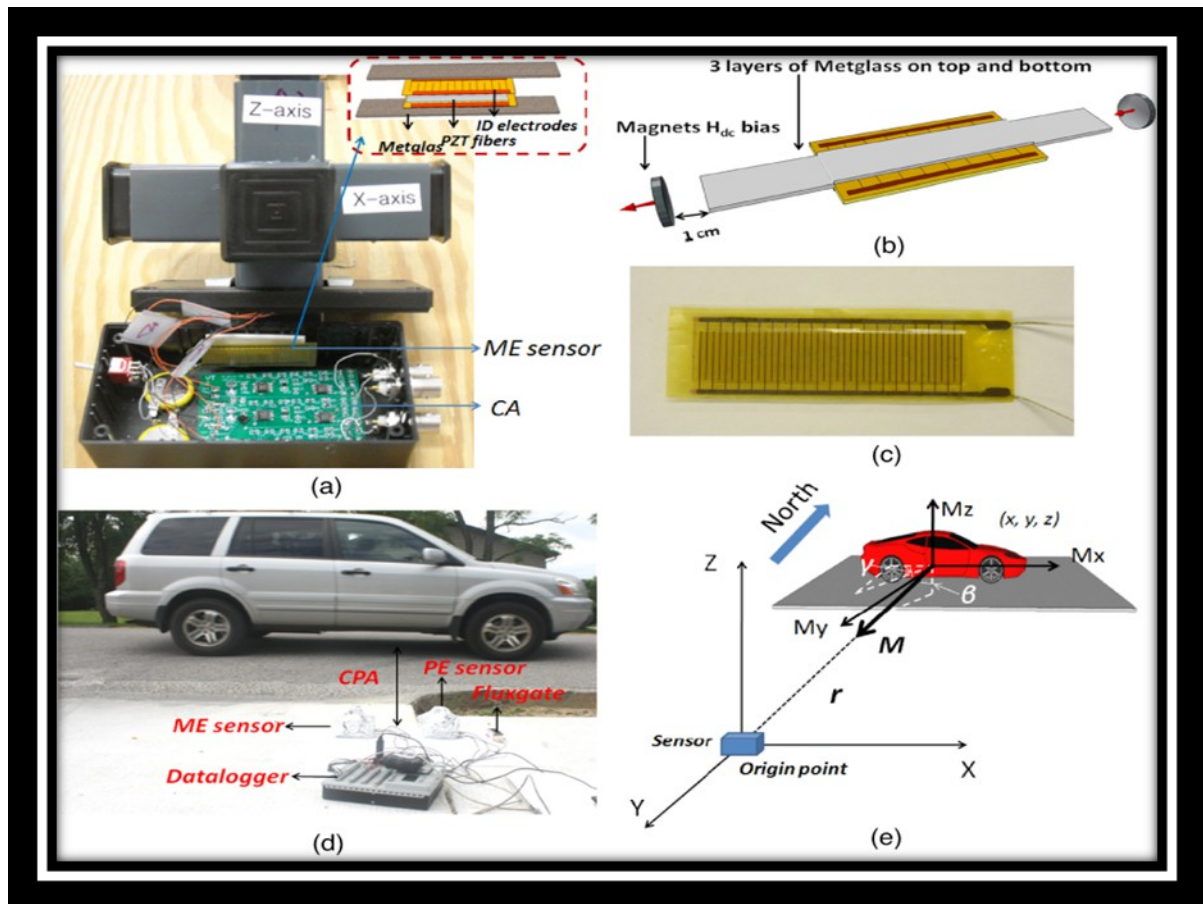 Z-axis
X-axis
ID electrodes
PZT fibers
Metglas
ME sensor
CA
(a)
3 layers of Metglass on top and bottom
Magnets Hdc bias
1 cm
(b)
(c)
CPA
PE sensor
Fluxgate
ME sensor
Datalogger
(d)
North
Mz
(x, y, z)
Mx
γ
θ
My
M
r
Z
Sensor
Origin point
X
Y
(e)